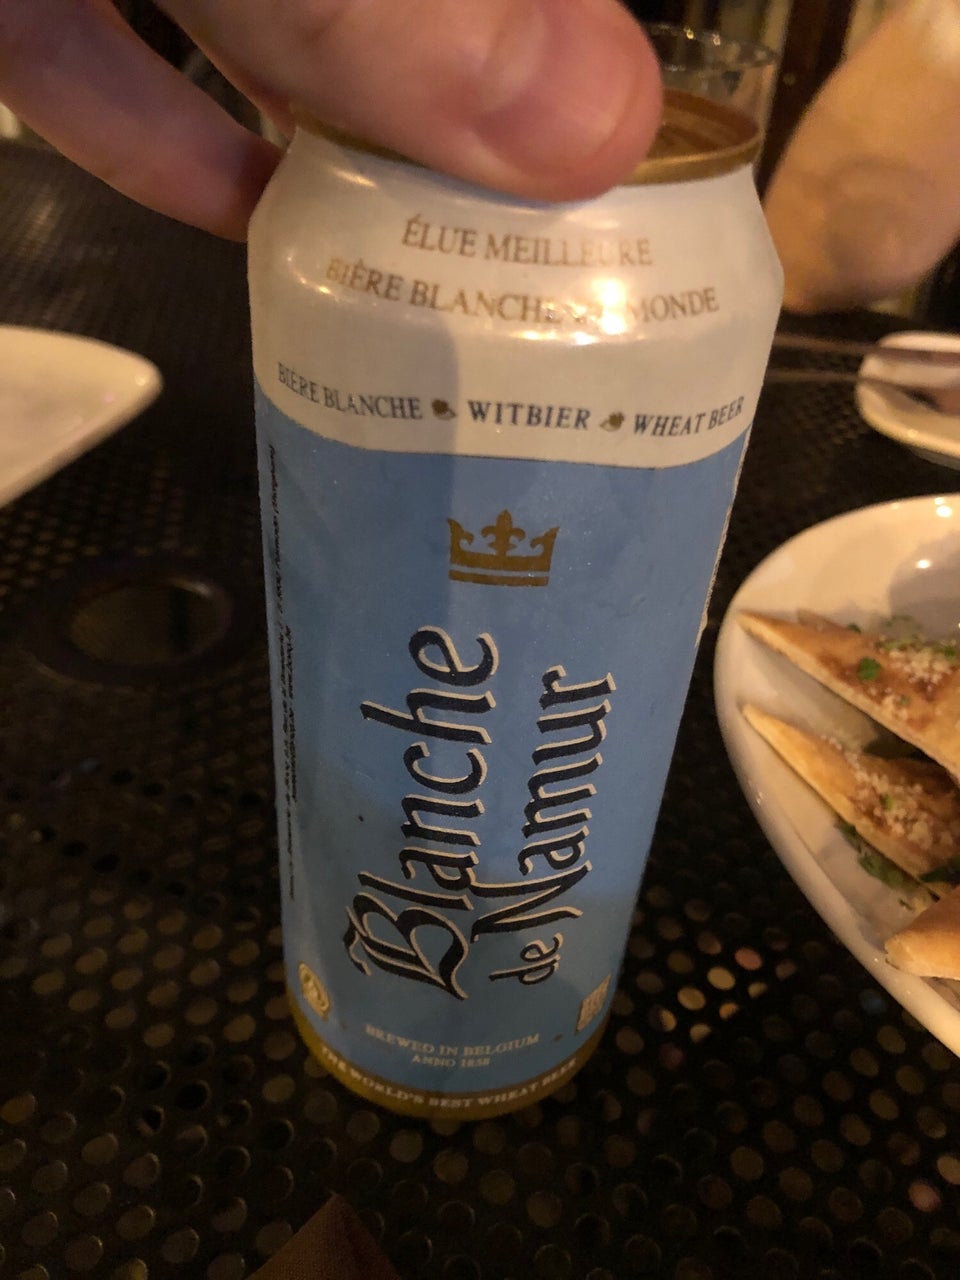 ÉLUE MEILLEURE
BIÈRE BLANCHE MONDE
BIÈRE BLANCHE WITBIER WHEAT BEER
Blanche
de Namur
BREWED IN BELGIUM
ANNO 1858
THE WORLD'S BEST WHEAT BEER